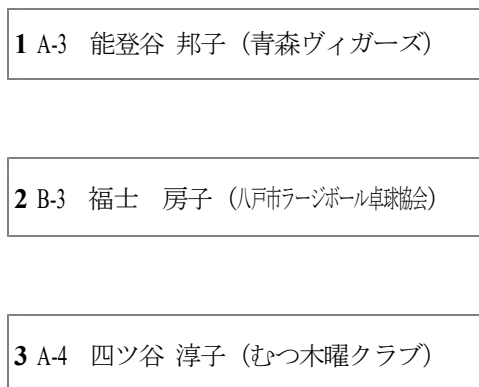 1 A-3 能登谷 邦子（青森ヴィガーズ）
2 B-3 福士　房子（八戸市ラージボール卓球協会）
3 A-4 四ツ谷 淳子（むつ木曜クラブ）